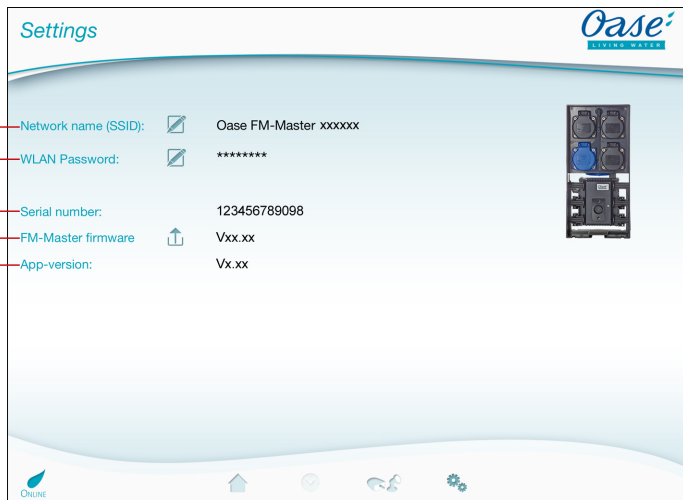 Settings
Oase
LIVING WATER
Network name (SSID): Oase FM-Master xxxxxx
WLAN Password: ********
Serial number: 123456789098
FM-Master firmware Vxx.xx
App-version: Vx.xx
ONLINE